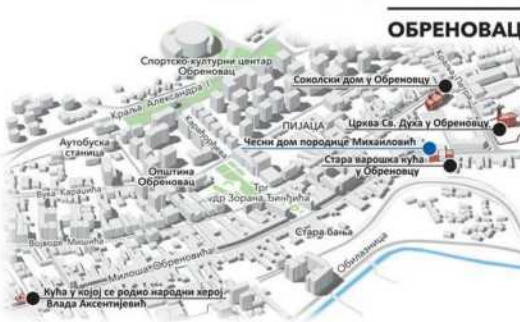 ОБРЕНОВАЦ
Спортско-културни центар
Обреновац
Соколски дом у Обреновцу
Краља Александра I
Карађорђева
ПИЈАЦА
Црква Св. Духа у Обреновцу
Чесни дом породице Михаиловић
Аутобуска
станица
Стара варошка кућа
у Обреновцу
Општина
Обреновац
Вука Караџића
Трг
др Зорана Ђинђића
Стара бања
Војводе Мишића
Милоша Обреновића
Обилазница
Кућа у којој се родио народни херој
Влада Аксентијевић